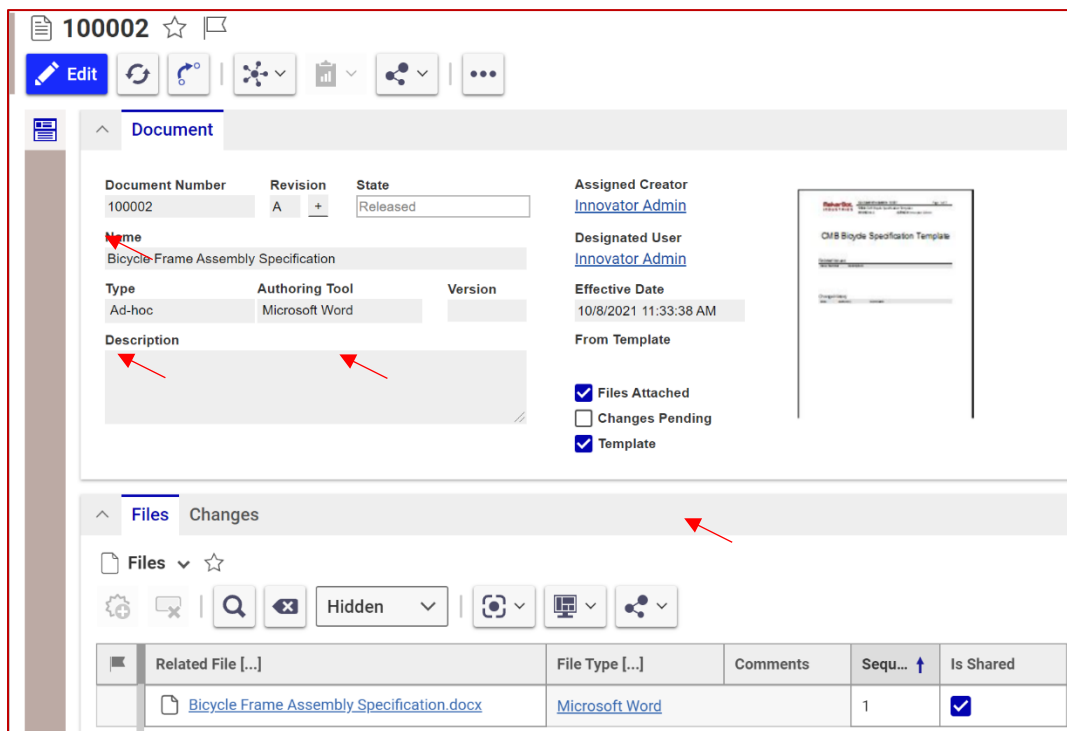 100002
Edit
Document
Document Number Revision State
100002 A + Released
Name
Bicycle Frame Assembly Specification
Type Authoring Tool Version
Ad-hoc Microsoft Word
Description
Assigned Creator
Innovator Admin
Designated User
Innovator Admin
Effective Date
10/8/2021 11:33:38 AM
From Template
Files Attached
Changes Pending
Template
CMB Bicycle Specification Template
Files Changes
Files
Hidden
Related File [...] File Type [...] Comments Sequ... Is Shared
Bicycle Frame Assembly Specification.docx Microsoft Word 1